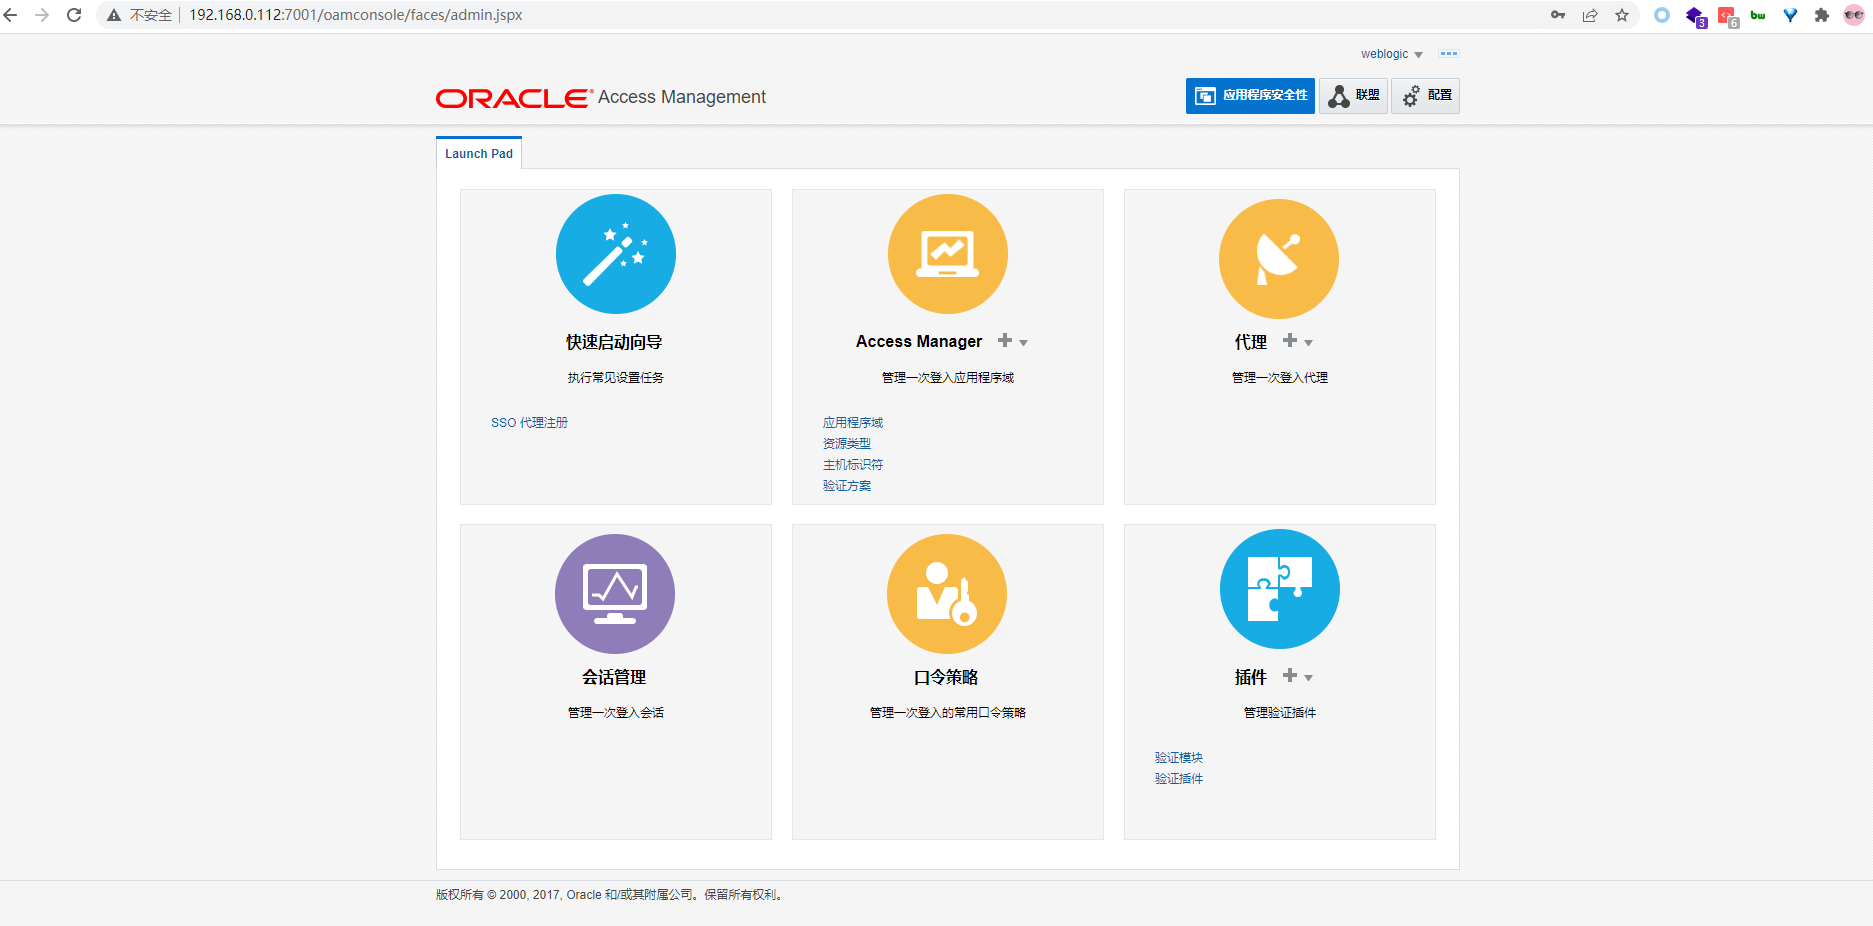 不安全 192.168.0.112:7001/oamconsole/faces/admin.jspx
3
6
bw
weblogic
ORACLE® Access Management
应用程序安全性
联盟
配置
Launch Pad
快速启动向导
执行常见设置任务
SSO 代理注册
Access Manager
管理一次登入应用程序域
应用程序域
资源类型
主机标识符
验证方案
代理
管理一次登入代理
会话管理
管理一次登入会话
口令策略
管理一次登入的常用口令策略
插件
管理验证插件
验证模块
验证插件
版权所有 © 2000, 2017, Oracle 和/或其附属公司。保留所有权利。